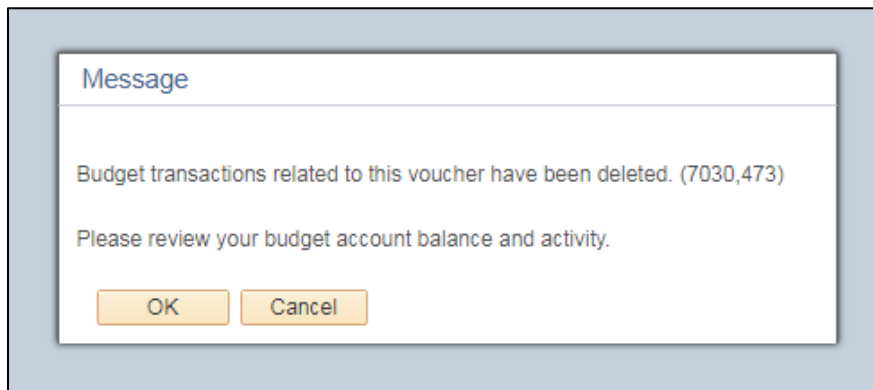 Message
Budget transactions related to this voucher have been deleted. (7030,473)
Please review your budget account balance and activity.
OK Cancel